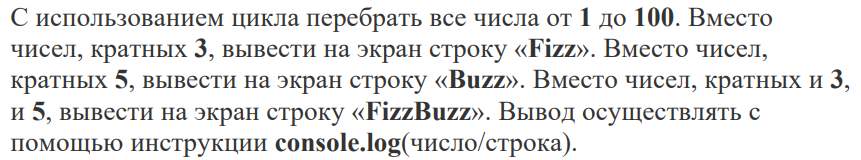 С использованием цикла перебрать все числа от 1 до 100. Вместо
чисел, кратных 3, вывести на экран строку «Fizz». Вместо чисел,
кратных 5, вывести на экран строку «Buzz». Вместо чисел, кратных и 3,
и 5, вывести на экран строку «FizzBuzz». Вывод осуществлять с
помощью инструкции console.log(число/строка).